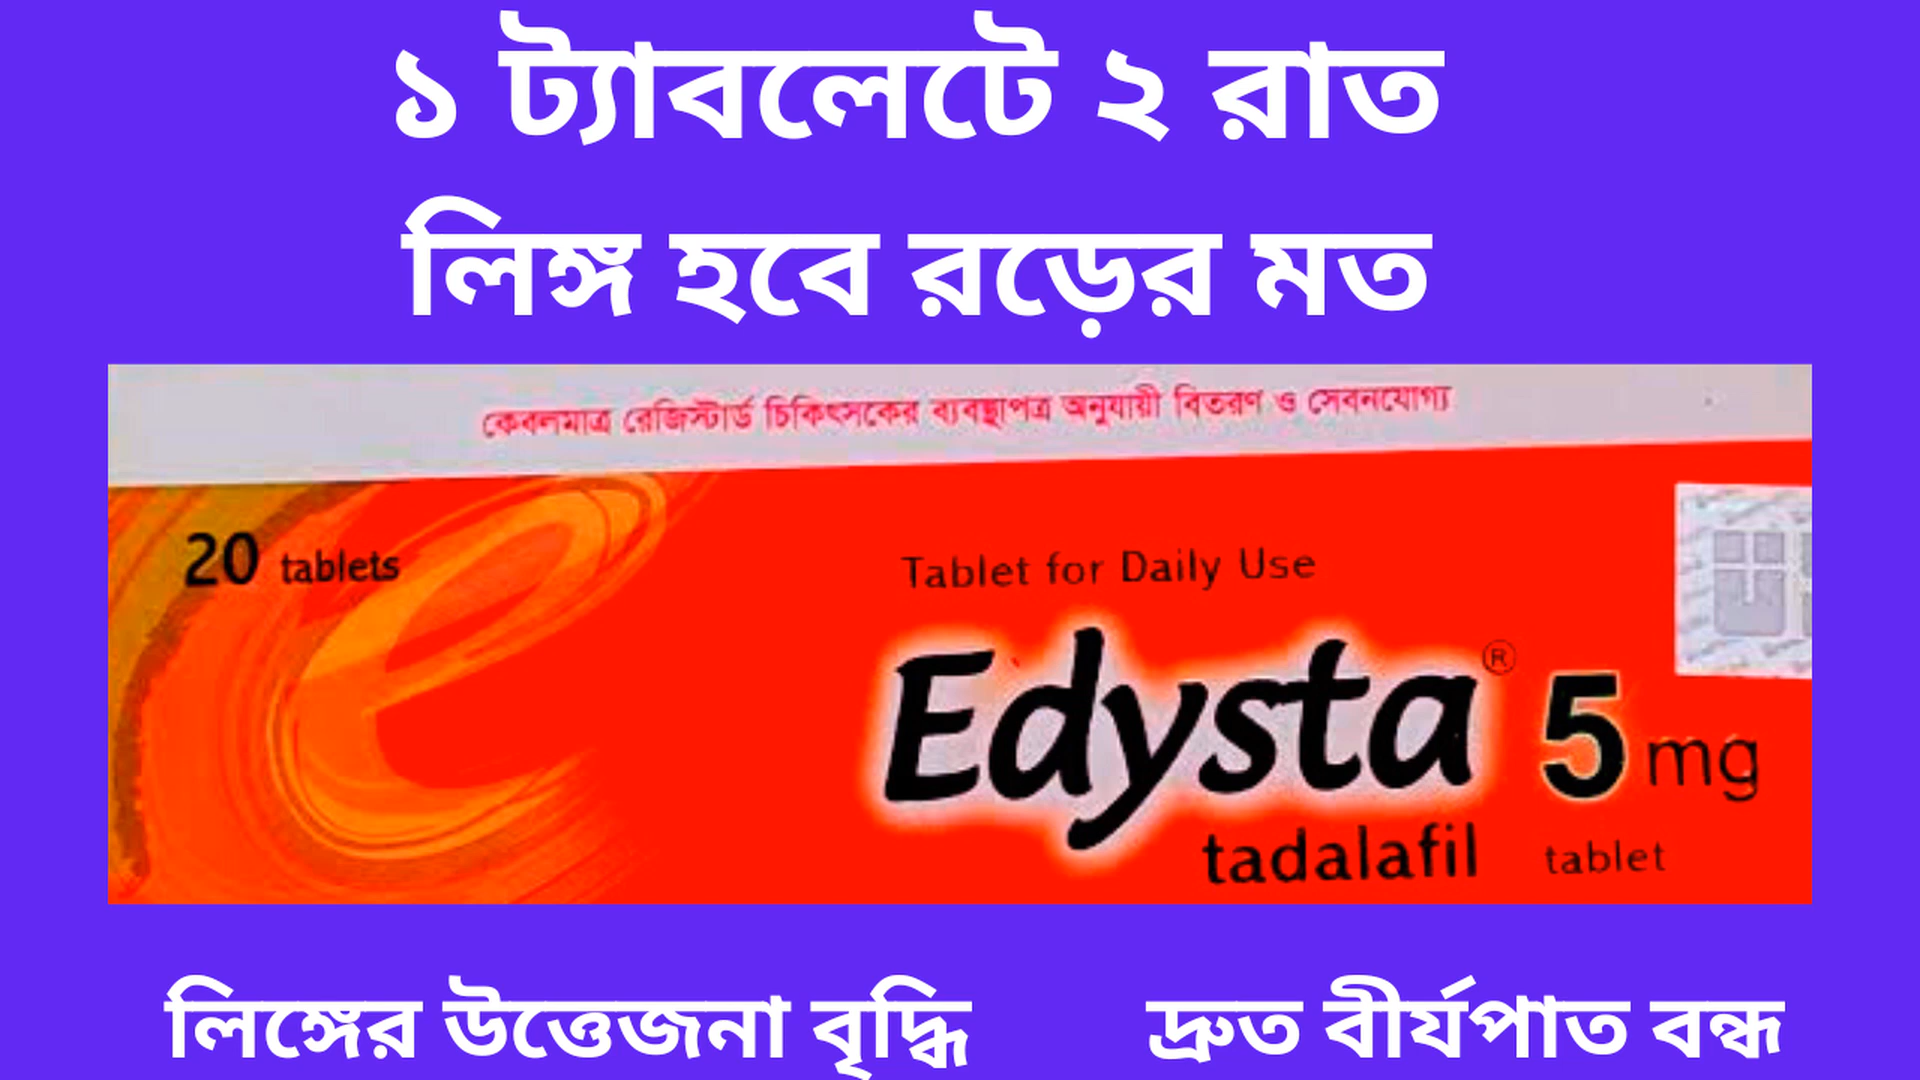 ১ ট্যাবলেটে ২ রাত
লিঙ্গ হবে রড়ের মত
কেবলমাত্র রেজিস্টার্ড চিকিৎসকের ব্যবস্থাপত্র অনুযায়ী বিতরণ ও সেবনযোগ্য
20 tablets
Tablet for Daily Use
Edysta® 5 mg
tadalafil tablet
লিঙ্গের উত্তেজনা বৃদ্ধি দ্রুত বীর্যপাত বন্ধ